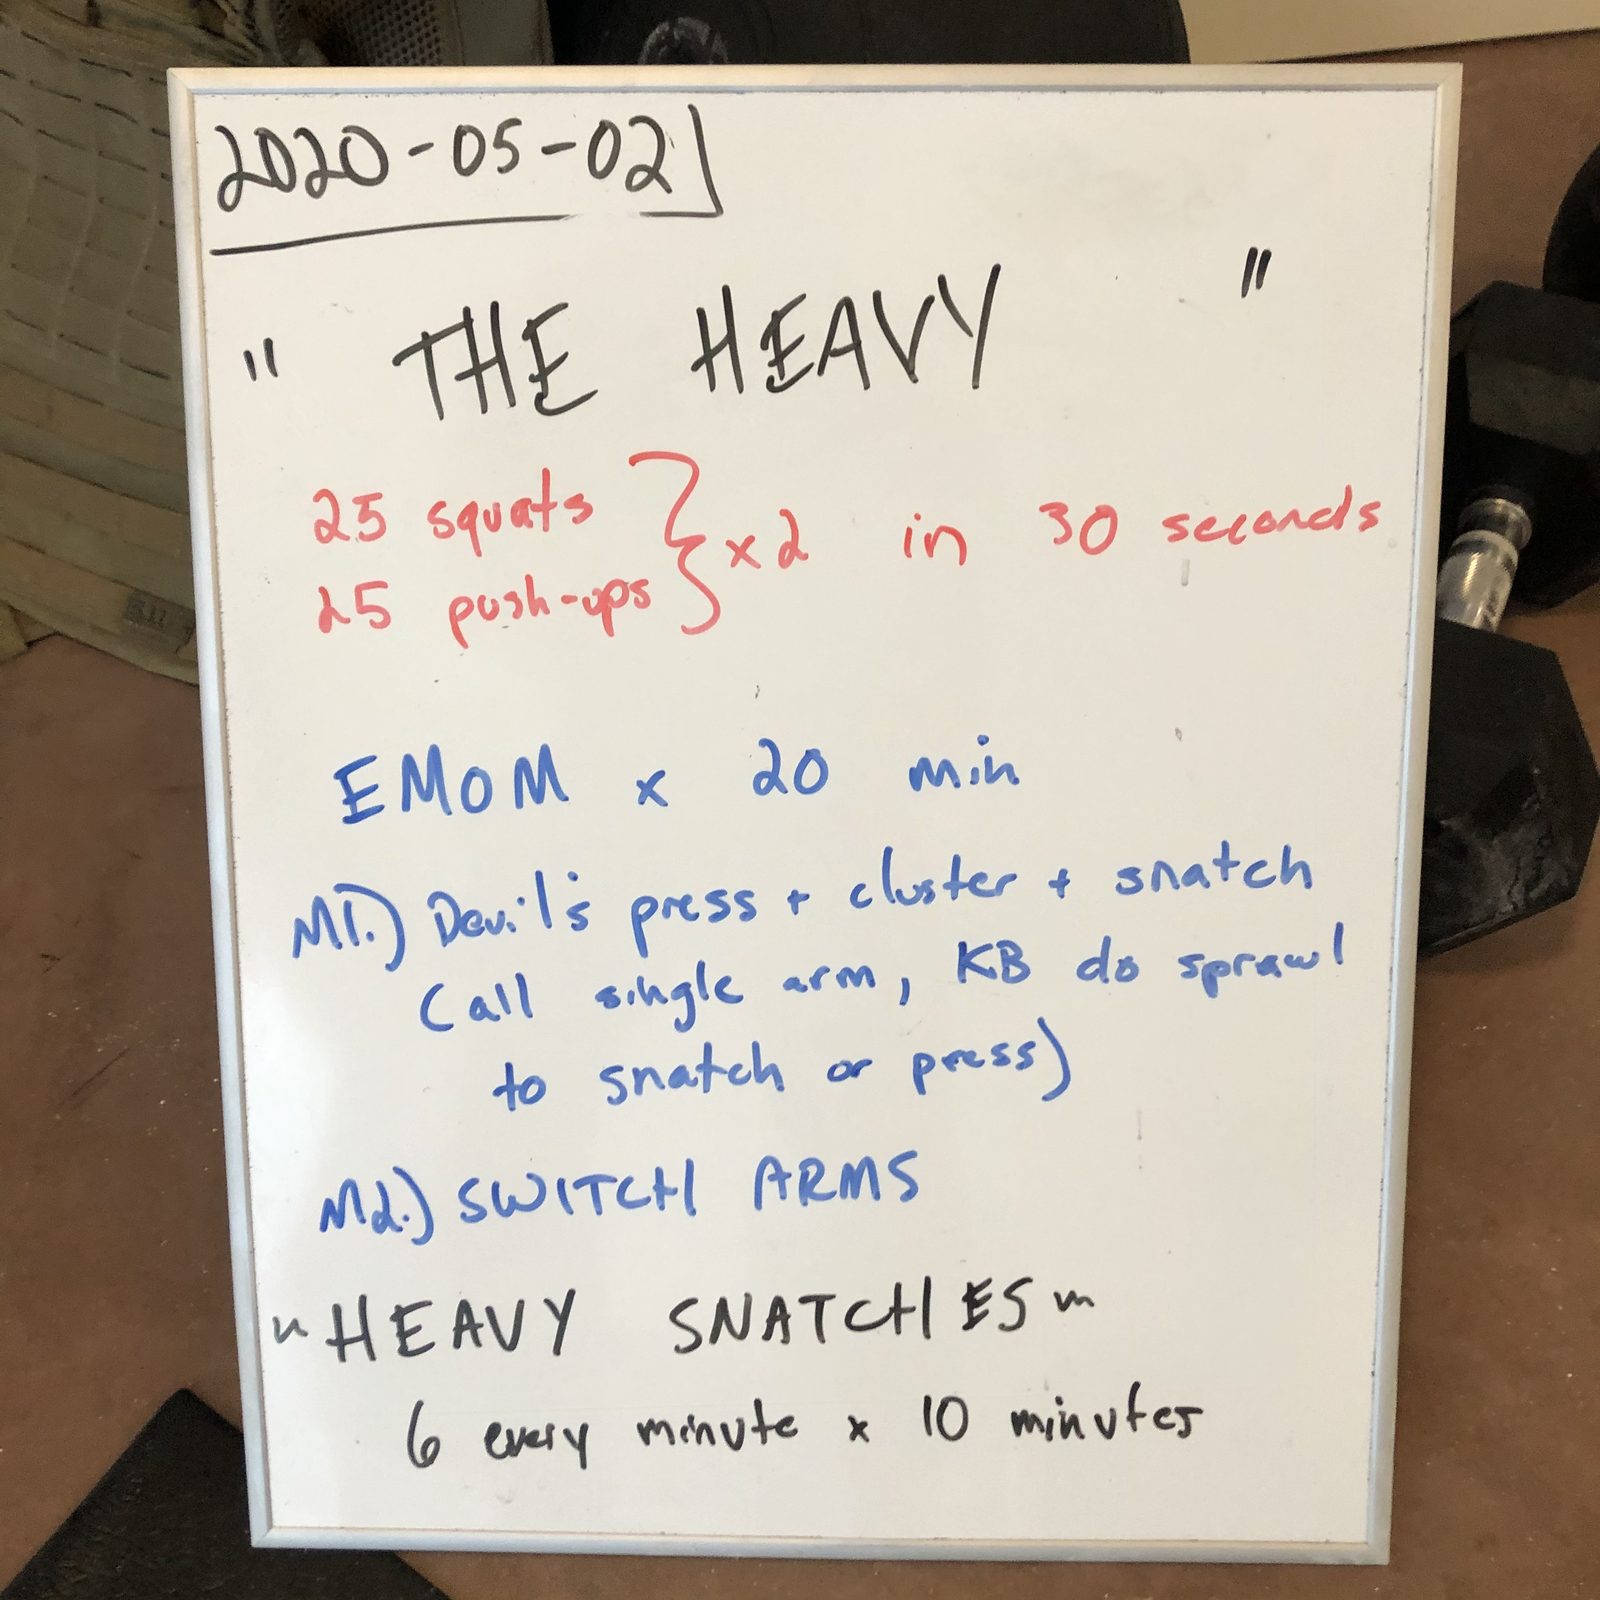 2020-05-02
" THE HEAVY "
25 squats
25 push-ups } x2 in 30 seconds
EMOM x 20 min
M1.) Devil's press + cluster + snatch
(all single arm, KB do sprawl
to snatch or press)
M2.) SWITCH ARMS
"HEAVY SNATCHES"
6 every minute x 10 minutes
5.11